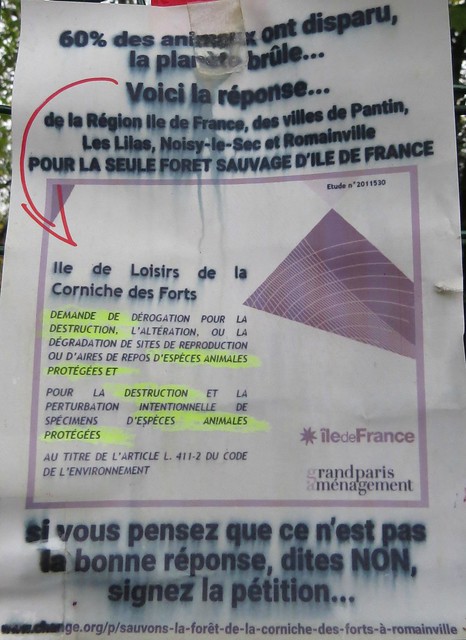 60% des animaux ont disparu,
la planète brûle...
Voici la réponse...
de la Région Ile de France, des villes de Pantin,
Les Lilas, Noisy-le-Sec et Romainville
POUR LA SEULE FORET SAUVAGE D'ILE DE FRANCE
Etude n°2011530
Ile de Loisirs de la
Corniche des Forts
DEMANDE DE DÉROGATION POUR LA
DESTRUCTION, L'ALTÉRATION, OU LA
DÉGRADATION DE SITES DE REPRODUCTION
OU D'AIRES DE REPOS D'ESPÈCES ANIMALES
PROTÉGÉES ET
POUR LA DESTRUCTION ET LA
PERTURBATION INTENTIONNELLE DE
SPÉCIMENS D'ESPÈCES ANIMALES
PROTÉGÉES
AU TITRE DE L'ARTICLE L. 411-2 DU CODE
DE L'ENVIRONNEMENT
îledeFrance
grandparis
aménagement
si vous pensez que ce n'est pas
la bonne réponse, dites NON,
signez la pétition...
www.change.org/p/sauvons-la-forêt-de-la-corniche-des-forts-à-romainville